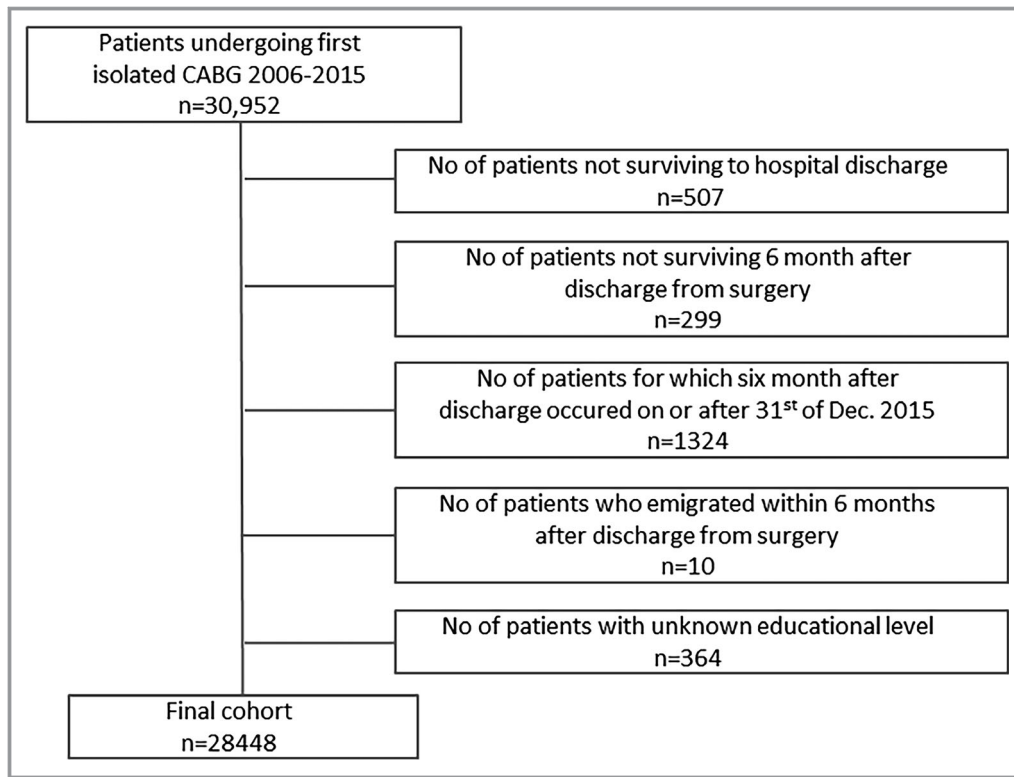 Patients undergoing first
isolated CABG 2006-2015
n=30,952
No of patients not surviving to hospital discharge
n=507
No of patients not surviving 6 month after
discharge from surgery
n=299
No of patients for which six month after
discharge occured on or after 31st of Dec. 2015
n=1324
No of patients who emigrated within 6 months
after discharge from surgery
n=10
No of patients with unknown educational level
n=364
Final cohort
n=28448